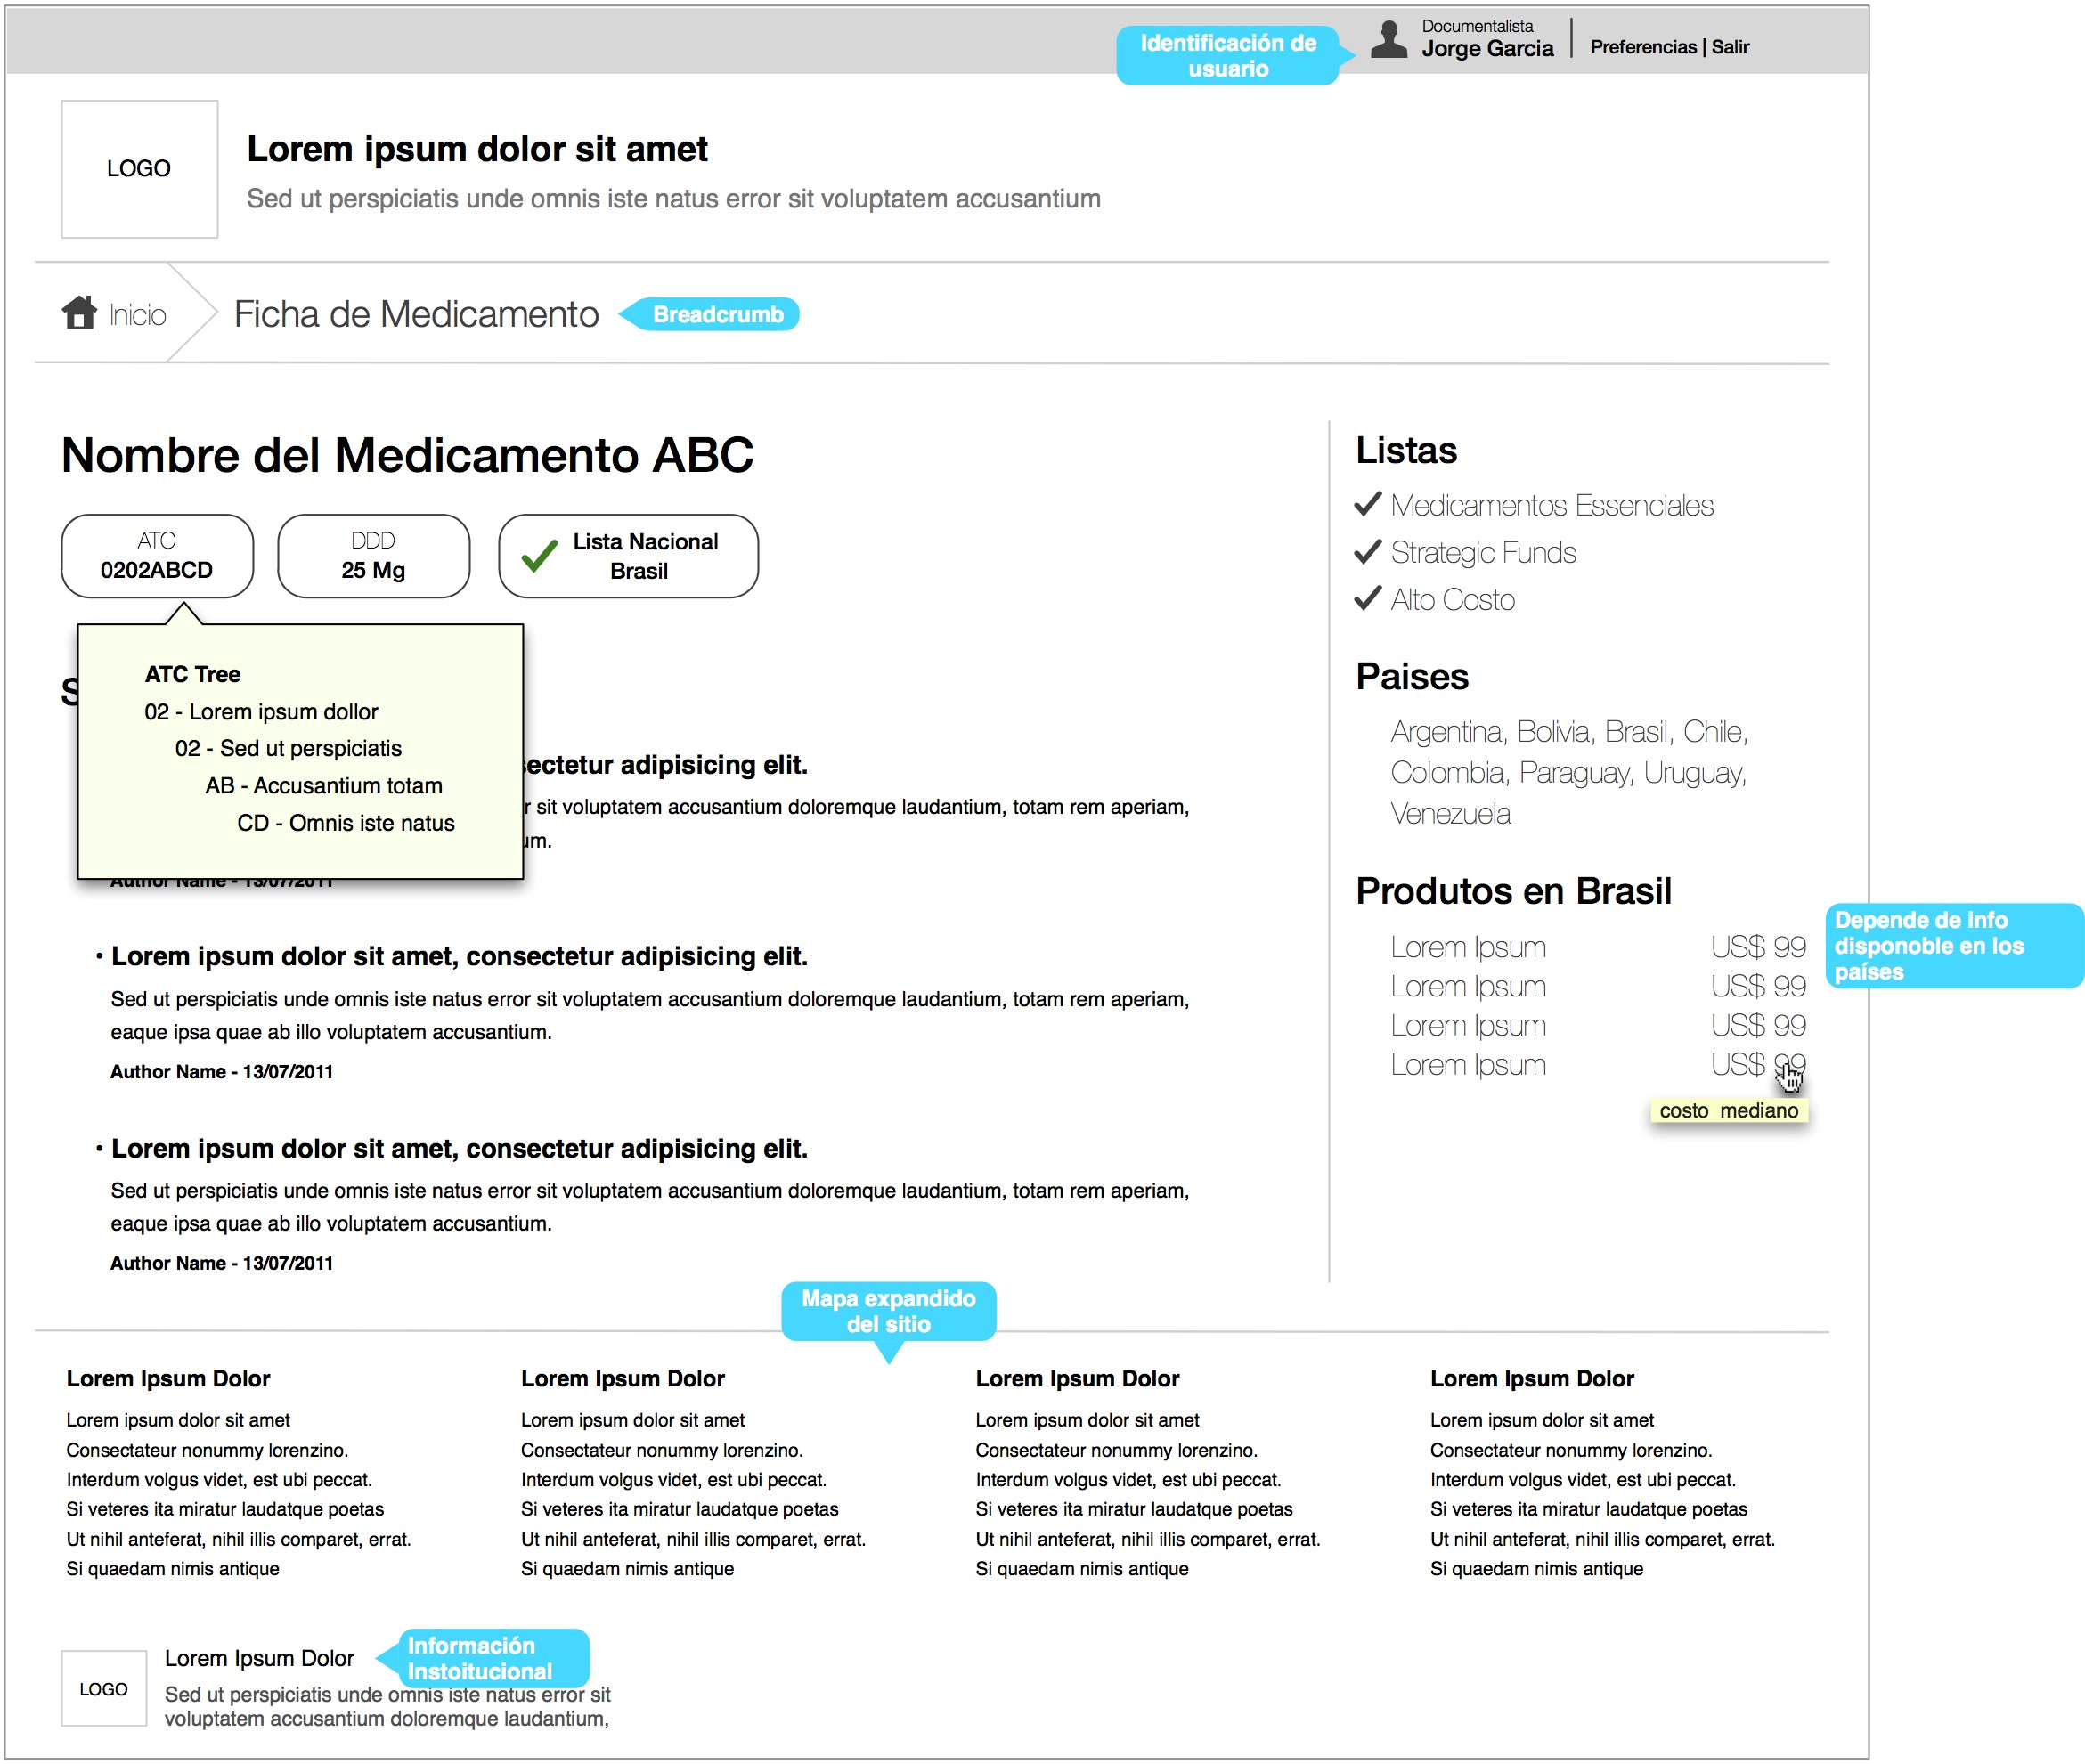 Identificación de
usuario
Documentalista
Jorge Garcia
Preferencias | Salir
LOGO
Lorem ipsum dolor sit amet
Sed ut perspiciatis unde omnis iste natus error sit voluptatem accusantium
Inicio
Ficha de Medicamento
Breadcrumb
Nombre del Medicamento ABC
ATC
0202ABCD
DDD
25 Mg
Lista Nacional
Brasil
ATC Tree
02 - Lorem ipsum dollor
02 - Sed ut perspiciatis
AB - Accusantium totam
CD - Omnis iste natus
adipisicing elit.
sit voluptatem accusantium doloremque laudantium, totam rem aperiam,
Author Name - 13/07/2011
• Lorem ipsum dolor sit amet, consectetur adipisicing elit.
Sed ut perspiciatis unde omnis iste natus error sit voluptatem accusantium doloremque laudantium, totam rem aperiam,
eaque ipsa quae ab illo voluptatem accusantium.
Author Name - 13/07/2011
• Lorem ipsum dolor sit amet, consectetur adipisicing elit.
Sed ut perspiciatis unde omnis iste natus error sit voluptatem accusantium doloremque laudantium, totam rem aperiam,
eaque ipsa quae ab illo voluptatem accusantium.
Author Name - 13/07/2011
Listas
Medicamentos Essenciales
Strategic Funds
Alto Costo
Paises
Argentina, Bolivia, Brasil, Chile,
Colombia, Paraguay, Uruguay,
Venezuela
Produtos en Brasil
Lorem Ipsum US$ 99
Lorem Ipsum US$ 99
Lorem Ipsum US$ 99
Lorem Ipsum US$ 99
costo mediano
Depende de info
disponoble en los
países
Mapa expandido
del sitio
Lorem Ipsum Dolor
Lorem ipsum dolor sit amet
Consectateur nonummy lorenzino.
Interdum volgus videt, est ubi peccat.
Si veteres ita miratur laudatque poetas
Ut nihil anteferat, nihil illis comparet, errat.
Si quaedam nimis antique
Lorem Ipsum Dolor
Lorem ipsum dolor sit amet
Consectateur nonummy lorenzino.
Interdum volgus videt, est ubi peccat.
Si veteres ita miratur laudatque poetas
Ut nihil anteferat, nihil illis comparet, errat.
Si quaedam nimis antique
Lorem Ipsum Dolor
Lorem ipsum dolor sit amet
Consectateur nonummy lorenzino.
Interdum volgus videt, est ubi peccat.
Si veteres ita miratur laudatque poetas
Ut nihil anteferat, nihil illis comparet, errat.
Si quaedam nimis antique
Lorem Ipsum Dolor
Lorem ipsum dolor sit amet
Consectateur nonummy lorenzino.
Interdum volgus videt, est ubi peccat.
Si veteres ita miratur laudatque poetas
Ut nihil anteferat, nihil illis comparet, errat.
Si quaedam nimis antique
LOGO
Lorem Ipsum Dolor
Información
Instoitucional
Sed ut perspiciatis unde omnis iste natus error sit
voluptatem accusantium doloremque laudantium,